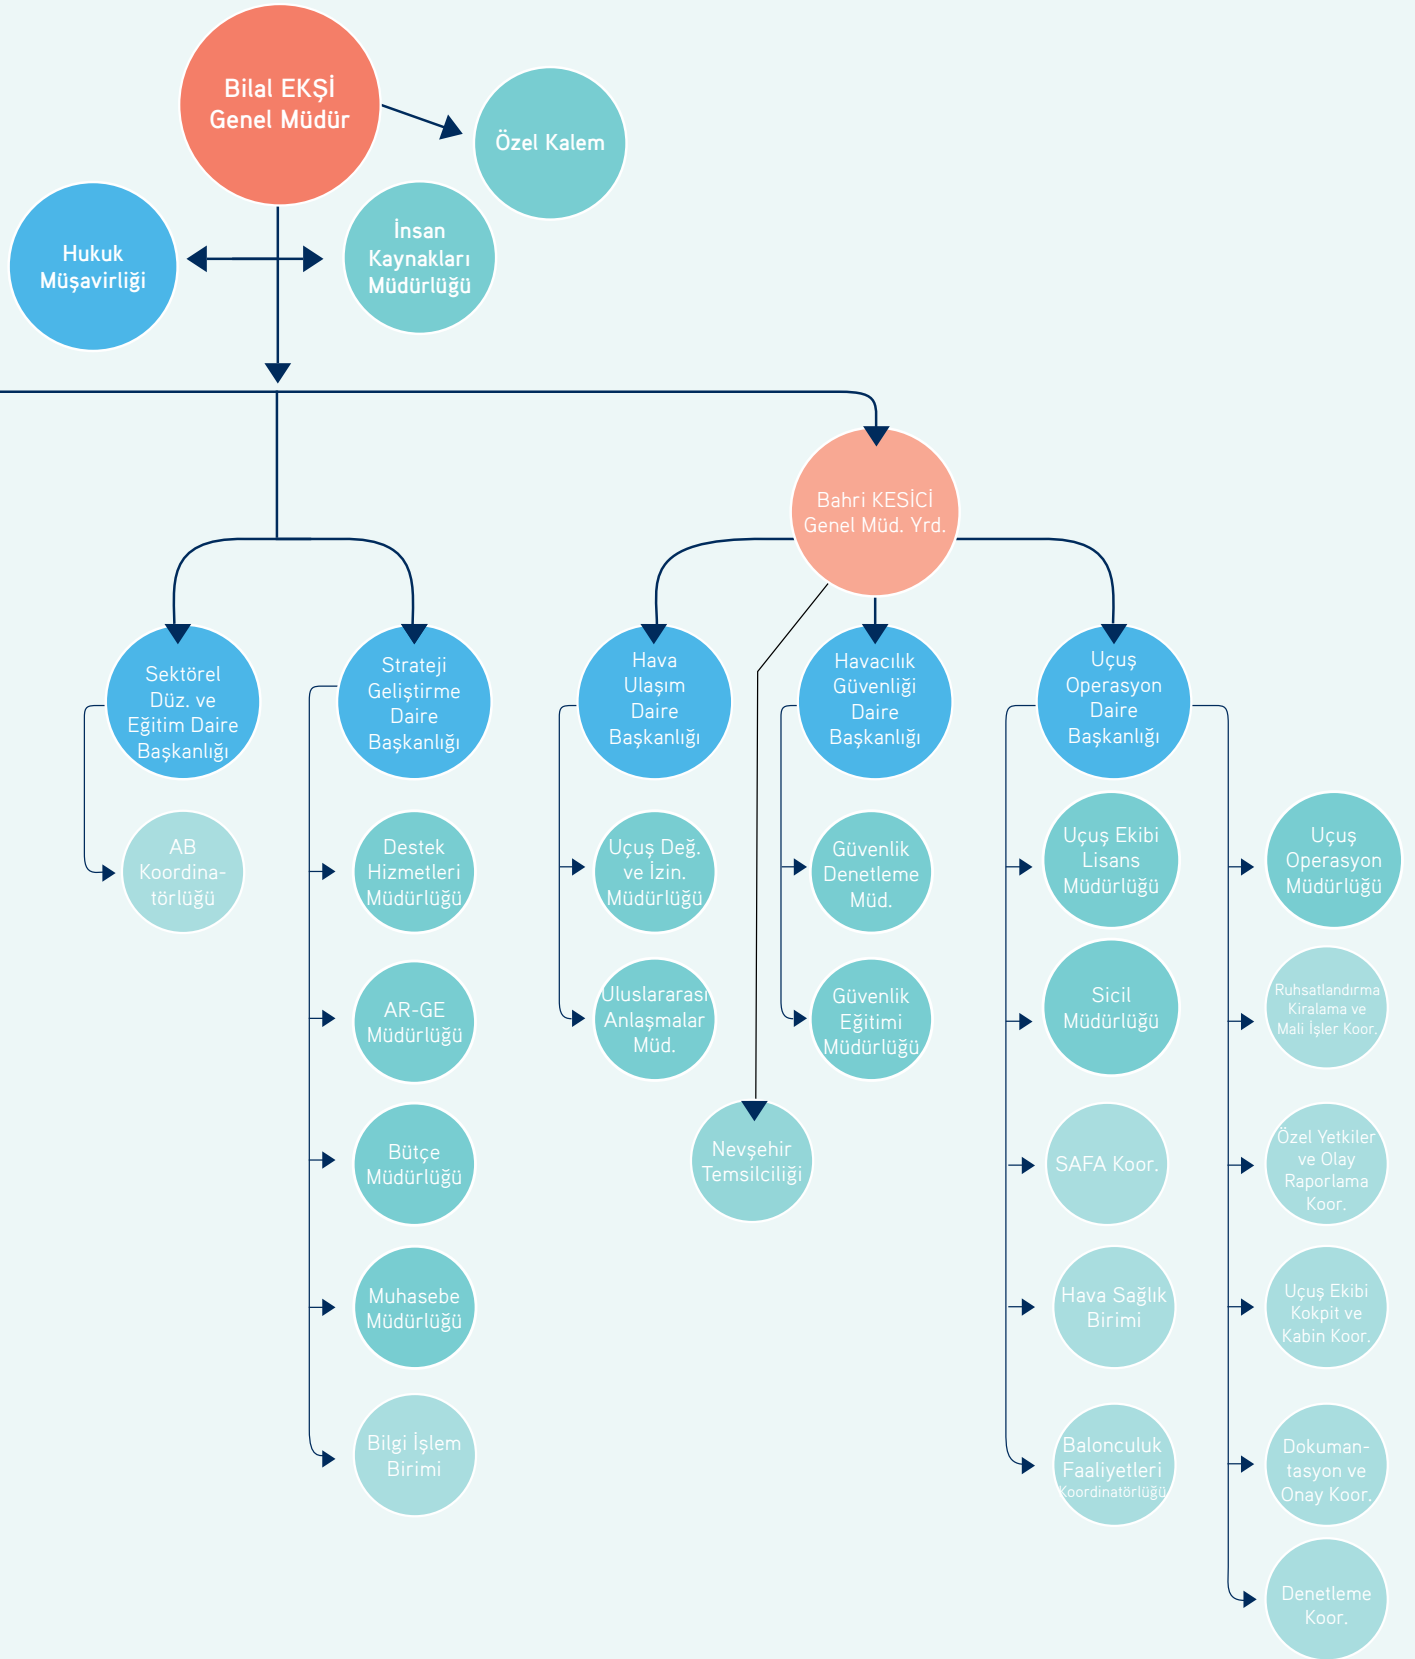 Bilal EKŞİ
Genel Müdür
Özel Kalem
Hukuk
Müşavirliği
İnsan
Kaynakları
Müdürlüğü
Bahri KESİCİ
Genel Müd. Yrd.
Sektörel
Düz. ve
Eğitim Daire
Başkanlığı
AB
Koordina-
törlüğü
Strateji
Geliştirme
Daire
Başkanlığı
Destek
Hizmetleri
Müdürlüğü
AR-GE
Müdürlüğü
Bütçe
Müdürlüğü
Muhasebe
Müdürlüğü
Bilgi İşlem
Birimi
Hava
Ulaşım
Daire
Başkanlığı
Uçuş Değ.
ve İzin.
Müdürlüğü
Uluslararası
Anlaşmalar
Müd.
Havacılık
Güvenliği
Daire
Başkanlığı
Güvenlik
Denetleme
Müd.
Güvenlik
Eğitimi
Müdürlüğü
Nevşehir
Temsilciliği
Uçuş
Operasyon
Daire
Başkanlığı
Uçuş Ekibi
Lisans
Müdürlüğü
Sicil
Müdürlüğü
SAFA Koor.
Hava Sağlık
Birimi
Balonculuk
Faaliyetleri
Koordinatörlüğü
Uçuş
Operasyon
Müdürlüğü
Ruhsatlandırma
Kiralama ve
Mali İşler Koor.
Özel Yetkiler
ve Olay
Raporlama
Koor.
Uçuş Ekibi
Kokpit ve
Kabin Koor.
Dokuman-
tasyon ve
Onay Koor.
Denetleme
Koor.